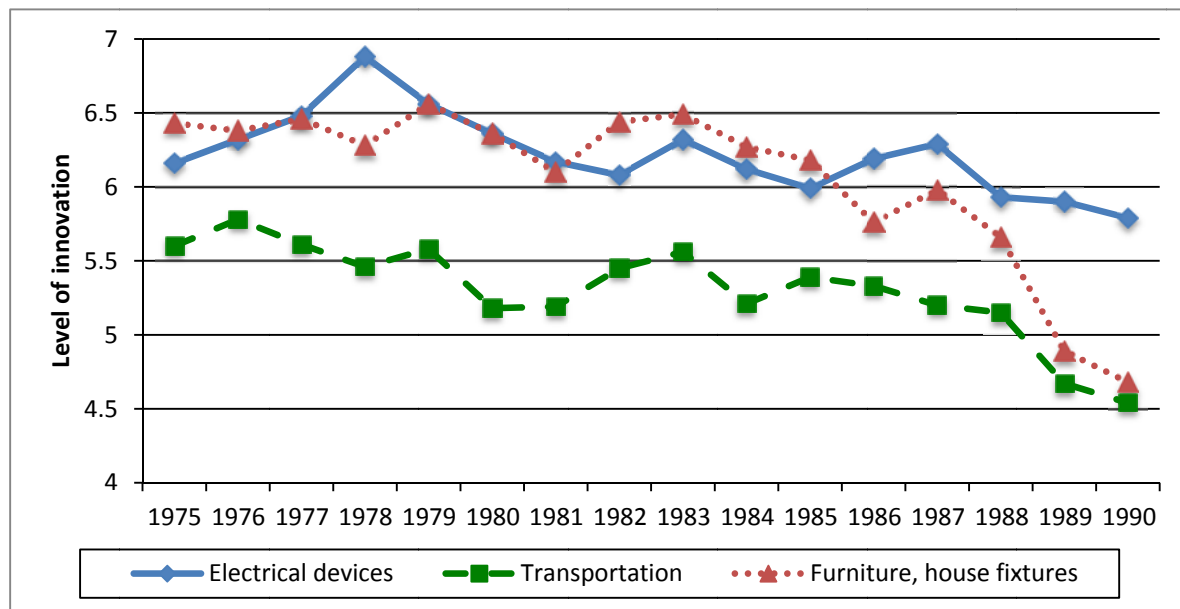 7
6.5
6
5.5
5
4.5
4
Level of innovation
1975 1976 1977 1978 1979 1980 1981 1982 1983 1984 1985 1986 1987 1988 1989 1990
Electrical devices Transportation Furniture, house fixtures